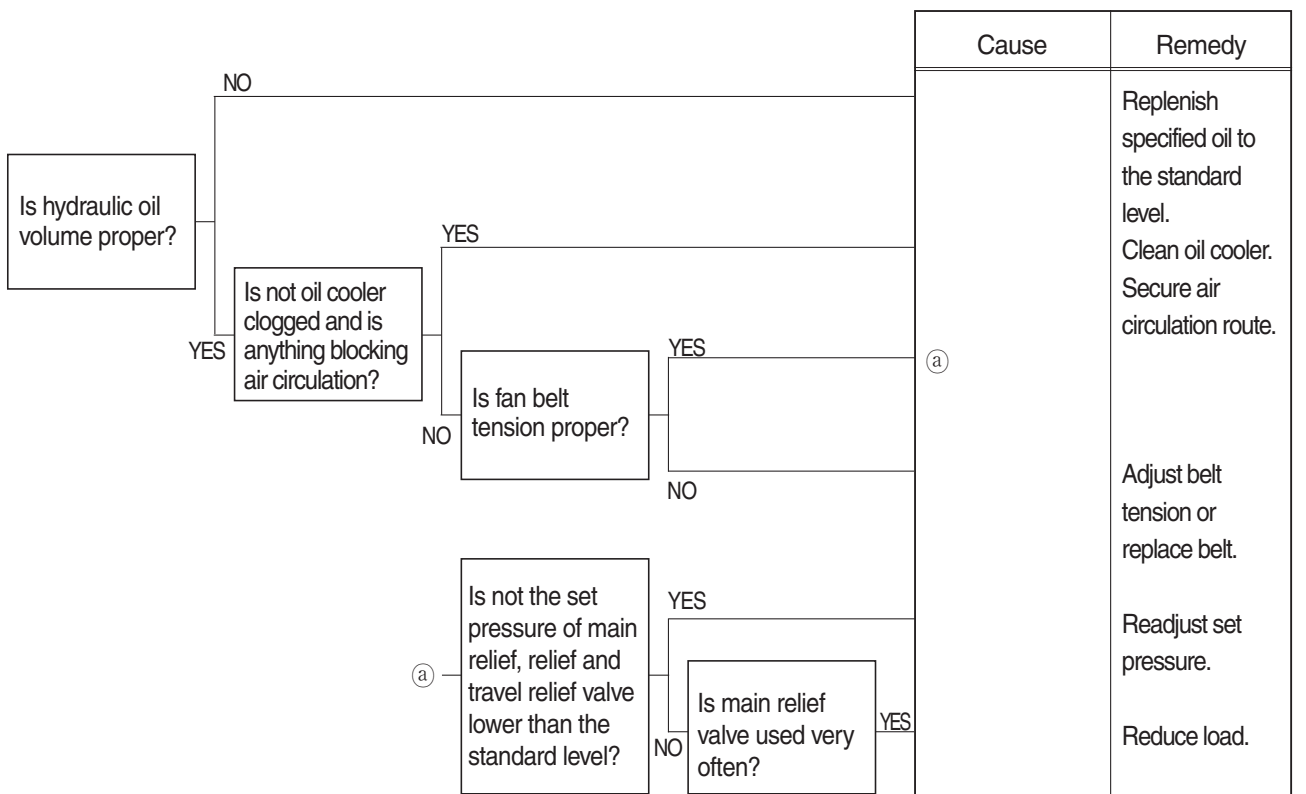 Cause
Remedy
NO
Replenish
specified oil to
the standard
level.
Is hydraulic oil
volume proper?
YES
Clean oil cooler.
Secure air
circulation route.
YES
Is not oil cooler
clogged and is
anything blocking
air circulation?
YES
ⓐ
NO
Is fan belt
tension proper?
NO
Adjust belt
tension or
replace belt.
ⓐ
Is not the set
pressure of main
relief, relief and
travel relief valve
lower than the
standard level?
YES
Readjust set
pressure.
NO
Is main relief
valve used very
often?
YES
Reduce load.